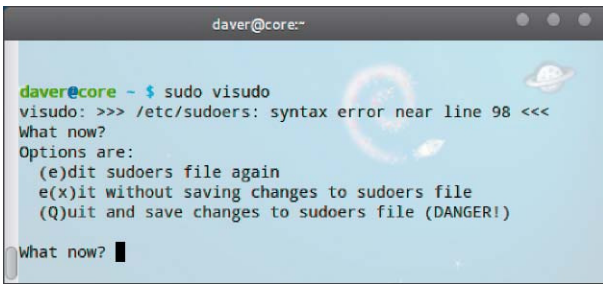 daver@core:~
daver@core ~ $ sudo visudo
visudo: >>> /etc/sudoers: syntax error near line 98 <<<
What now?
Options are:
  (e)dit sudoers file again
  e(x)it without saving changes to sudoers file
  (Q)uit and save changes to sudoers file (DANGER!)
What now?